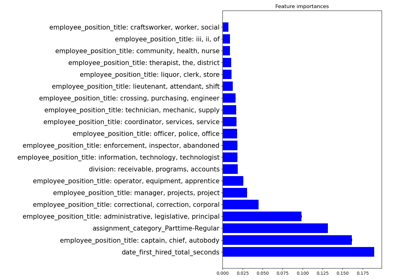 Feature importances
employee_position_title: craftsworker, worker, social
employee_position_title: iii, ii, of
employee_position_title: community, health, nurse
employee_position_title: therapist, the, district
employee_position_title: liquor, clerk, store
employee_position_title: lieutenant, attendant, shift
employee_position_title: crossing, purchasing, engineer
employee_position_title: technician, mechanic, supply
employee_position_title: coordinator, services, service
employee_position_title: officer, police, office
employee_position_title: enforcement, inspector, abandoned
employee_position_title: information, technology, technologist
division: receivable, programs, accounts
employee_position_title: operator, equipment, apprentice
employee_position_title: manager, projects, project
employee_position_title: correctional, correction, corporal
employee_position_title: administrative, legislative, principal
assignment_category_Parttime-Regular
employee_position_title: captain, chief, autobody
date_first_hired_total_seconds
0.000 0.025 0.050 0.075 0.100 0.125 0.150 0.175